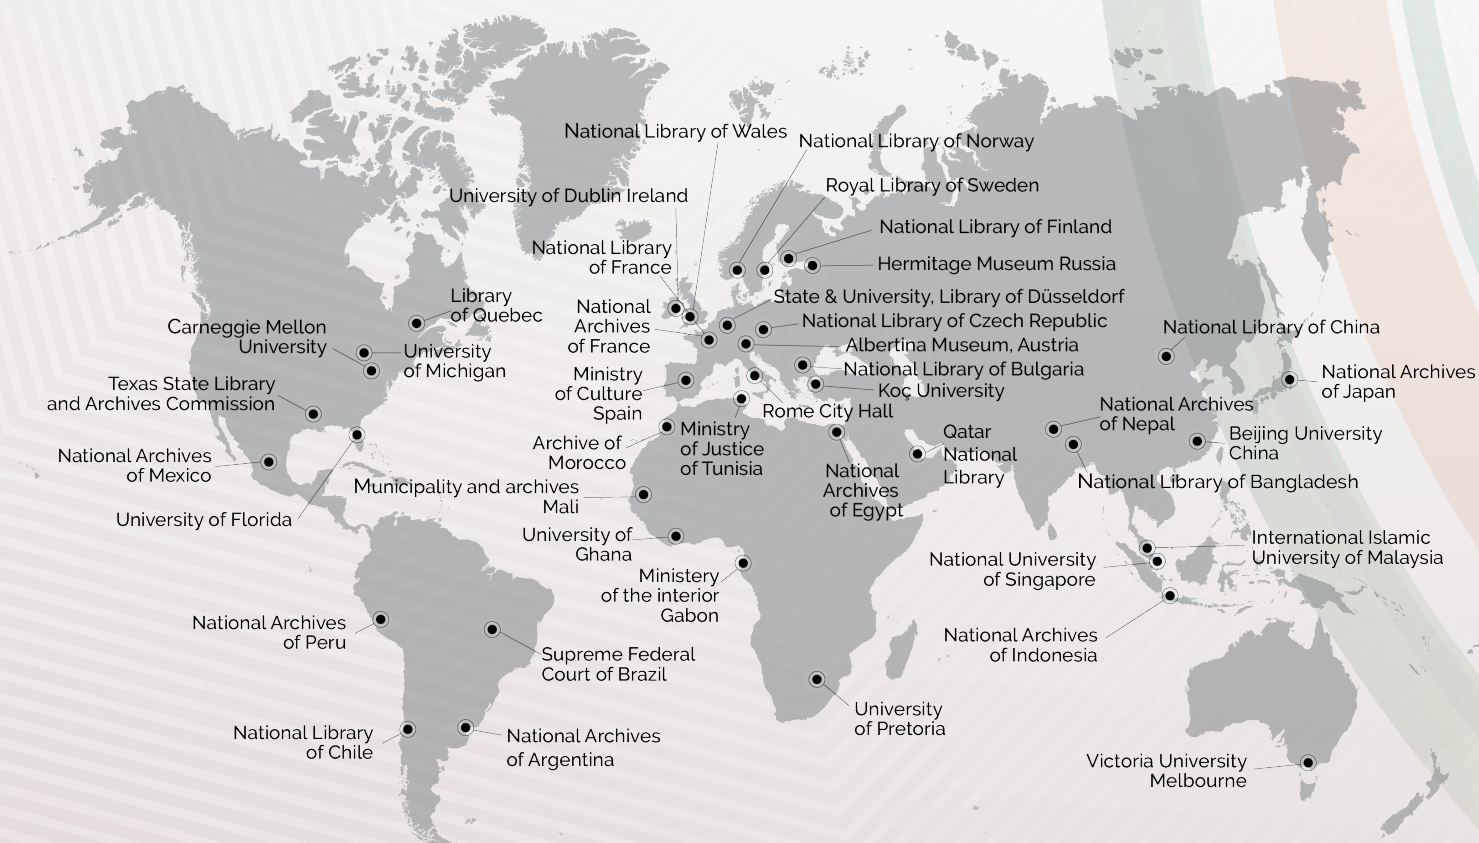 National Library of Wales
National Library of Norway
Royal Library of Sweden
University of Dublin Ireland
National Library of Finland
National Library
of France
Hermitage Museum Russia
Library
of Quebec
National
Archives
of France
State & University, Library of Düsseldorf
National Library of Czech Republic
Carneggie Mellon
University
University
of Michigan
Albertina Museum, Austria
National Library of China
Ministry
of Culture
Spain
National Library of Bulgaria
Koç University
National Archives
of Japan
Texas State Library
and Archives Commission
Rome City Hall
National Archives
of Nepal
Archive of
Morocco
Ministry
of Justice
of Tunisia
Qatar
National
Library
Beijing University
China
National Archives
of Mexico
National
Archives
of Egypt
National Library of Bangladesh
Municipality and archives
Mali
University of Florida
University of
Ghana
International Islamic
University of Malaysia
National University
of Singapore
Ministery
of the interior
Gabon
National Archives
of Peru
National Archives
of Indonesia
Supreme Federal
Court of Brazil
University
of Pretoria
National Library
of Chile
National Archives
of Argentina
Victoria University
Melbourne